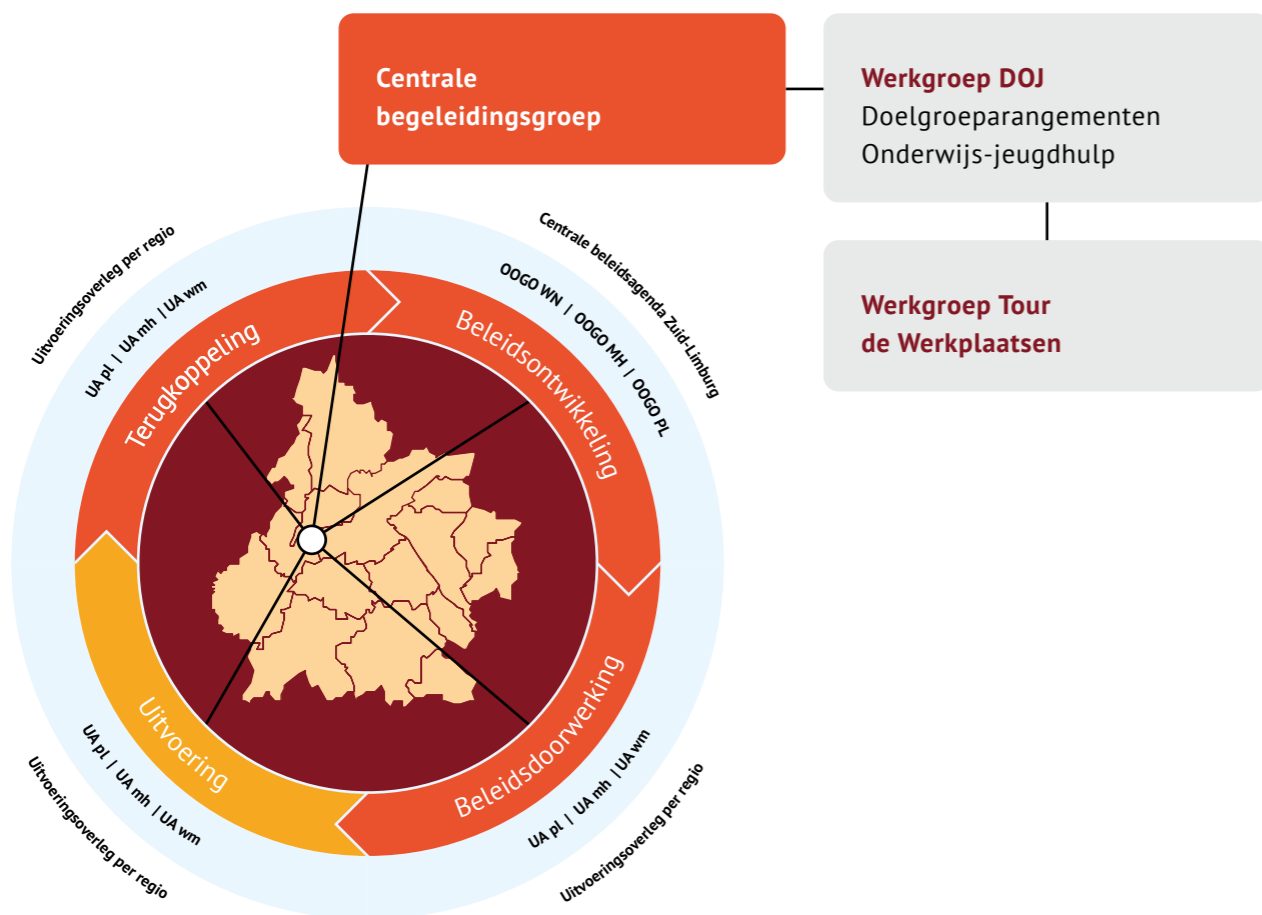 Centrale
begeleidingsgroep
Werkgroep DOJ
Doelgroeparangementen
Onderwijs-jeugdhulp
Werkgroep Tour
de Werkplaatsen
Uitvoeringsoverleg per regio
UA pl | UA mh | UA wm
Terugkoppeling
Centrale beleidsagenda Zuid-Limburg
OOGO WN | OOGO MH | OOGO PL
Beleidsontwikkeling
Uitvoering
UA pl | UA mh | UA wm
Uitvoeringsoverleg per regio
Beleidsdoorwerking
UA pl | UA mh | UA wm
Uitvoeringsoverleg per regio